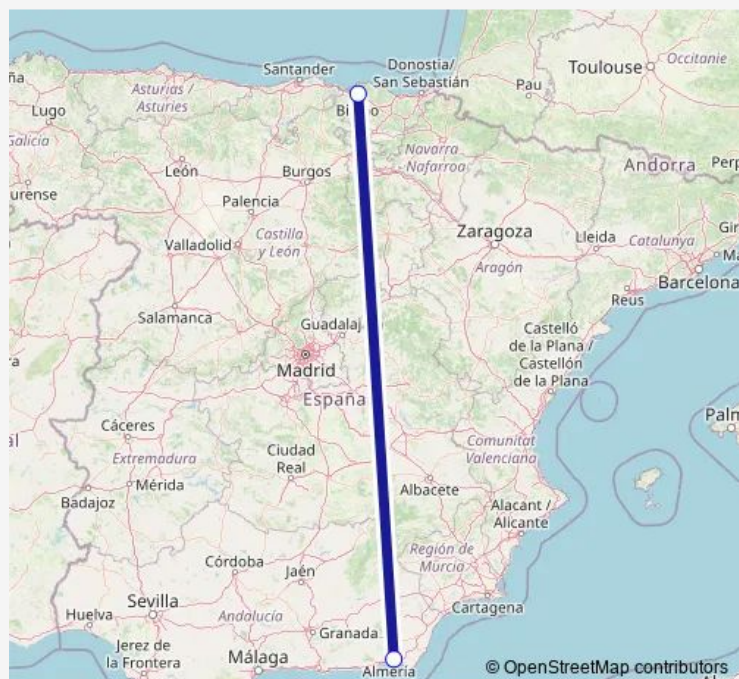 Donostia/
San Sebastián
Toulouse
Occitanie
Santander
Asturias /
Asturies
Pau
Lugo
Galicia
León
Burgos
Navarra
Nafarroa
Andorra
Palencia
Castilla
y León
Valladolid
Zaragoza
Aragón
Lleida
Catalunya
Barcelona
Reus
Salamanca
Guadalaj
Madrid
España
Castelló
de la Plana /
Castellón
de la Plana
Cáceres
Extremadura
Mérida
Badajoz
Ciudad
Real
Comunitat
Valenciana
Albacete
Alacant /
Alicante
Región de
Murcia
Córdoba
Jaén
Andalucía
Sevilla
Huelva
Cartagena
Granada
Jerez de
la Frontera
Málaga
Almería
© OpenStreetMap contributors